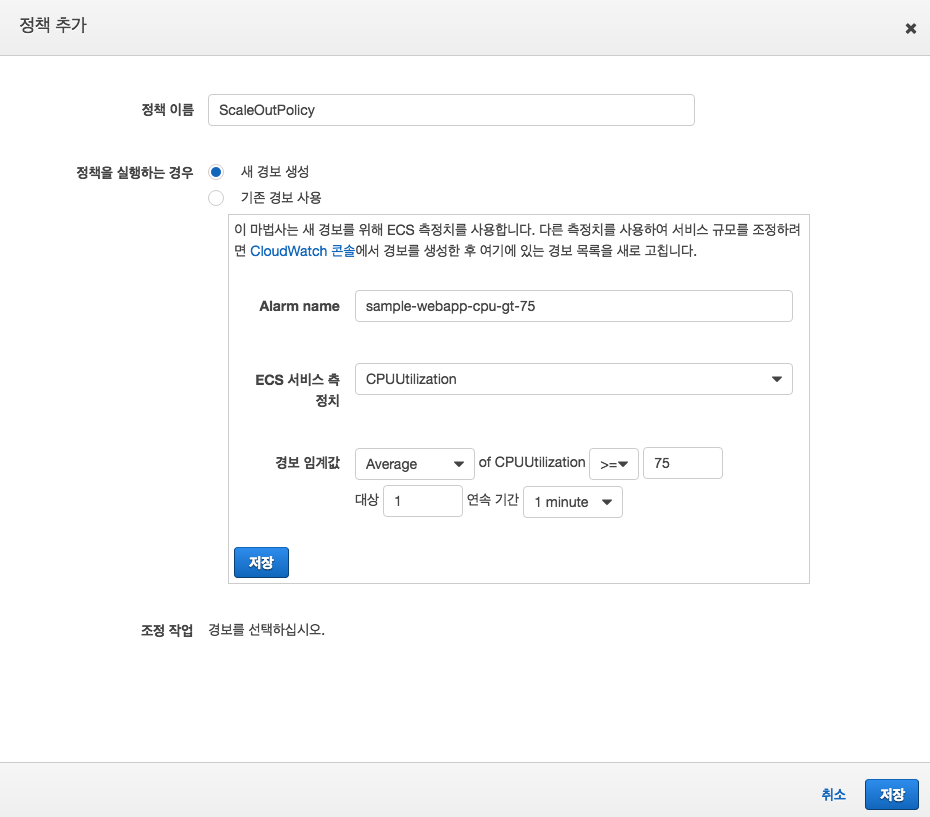 정책 추가
정책 이름 ScaleOutPolicy
정책을 실행하는 경우 새 경보 생성
기존 경보 사용
이 마법사는 새 경보를 위해 ECS 측정치를 사용합니다. 다른 측정치를 사용하여 서비스 규모를 조정하려
면 CloudWatch 콘솔에서 경보를 생성한 후 여기에 있는 경보 목록을 새로 고칩니다.
Alarm name sample-webapp-cpu-gt-75
ECS 서비스 측 CPUUtilization
정치
경보 임계값 Average of CPUUtilization >= 75
대상 1 연속 기간 1 minute
저장
조정 작업 경보를 선택하십시오.
취소 저장